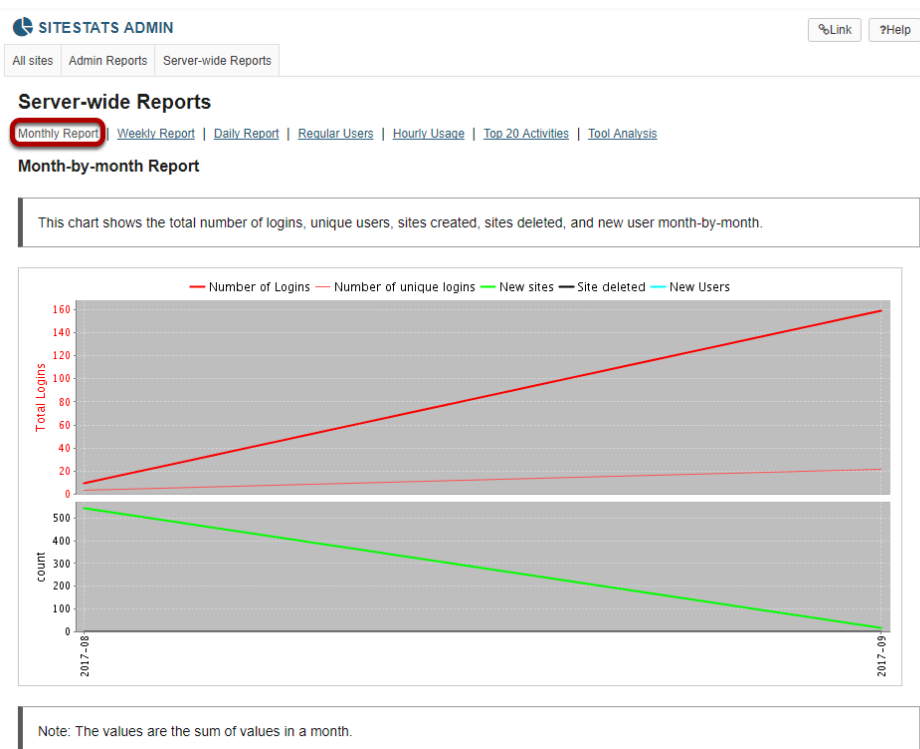 SITESTATS ADMIN
Link ?Help
All sites Admin Reports Server-wide Reports
Server-wide Reports
Monthly Report | Weekly Report | Daily Report | Regular Users | Hourly Usage | Top 20 Activities | Tool Analysis
Month-by-month Report
This chart shows the total number of logins, unique users, sites created, sites deleted, and new user month-by-month.
Number of Logins Number of unique logins New sites Site deleted New Users
Total Logins
160
140
120
100
80
60
40
20
0
count
500
400
300
200
100
0
2017-08 2017-09
Note: The values are the sum of values in a month.